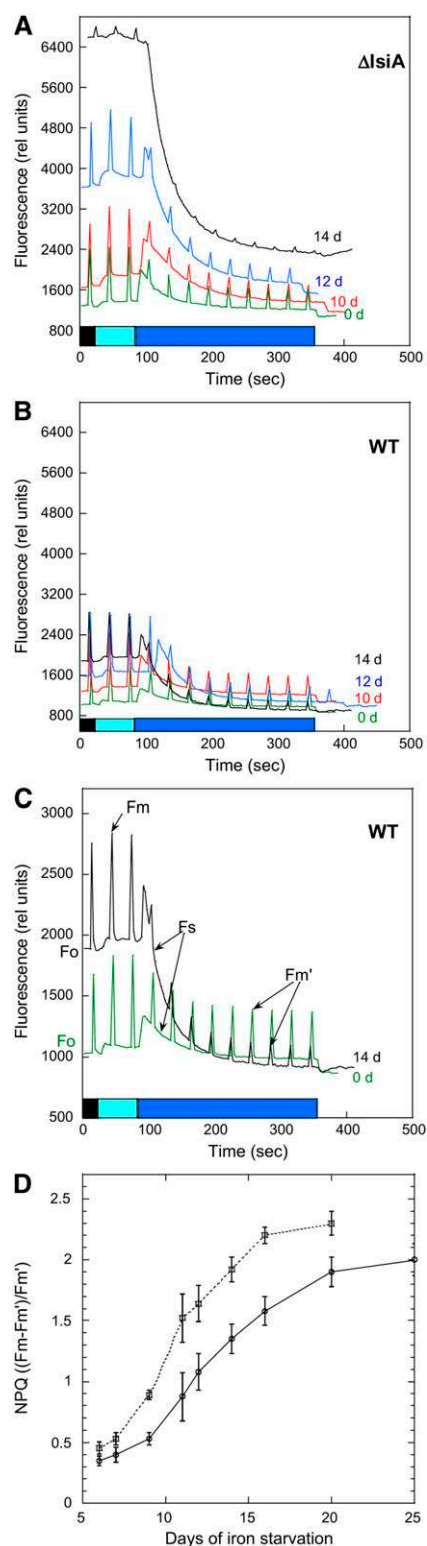 A
ΔIsiA
Fluorescence (rel units)
6400
5600
4800
4000
3200
2400
1600
800
14 d
12 d
10 d
0 d
0 100 200 300 400 500
Time (sec)
B
WT
Fluorescence (rel units)
6400
5600
4800
4000
3200
2400
1600
800
14 d
12 d
10 d
0 d
0 100 200 300 400 500
Time (sec)
C
WT
Fluorescence (rel units)
3000
2500
2000
1500
1000
500
Fm
Fo
Fs
Fm'
Fo
14 d
0 d
0 100 200 300 400 500
Time (sec)
D
NPQ ((Fm-Fm')/Fm')
2.5
2
1.5
1
0.5
0
5 10 15 20 25
Days of iron starvation